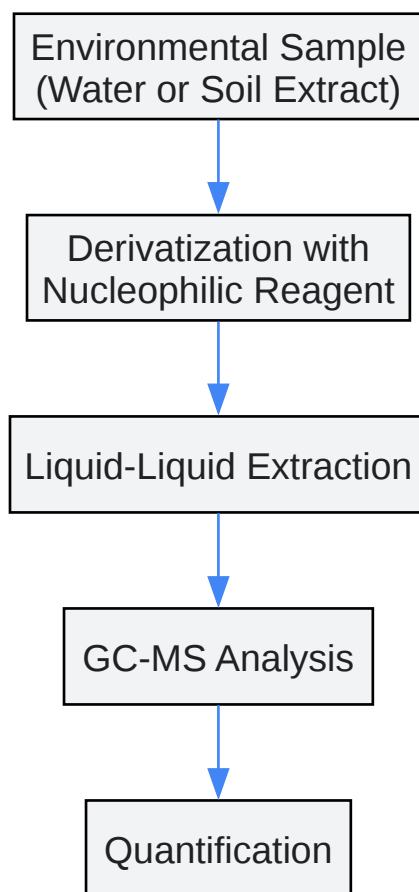 Environmental Sample
(Water or Soil Extract)
Derivatization with
Nucleophilic Reagent
Liquid-Liquid Extraction
GC-MS Analysis
Quantification